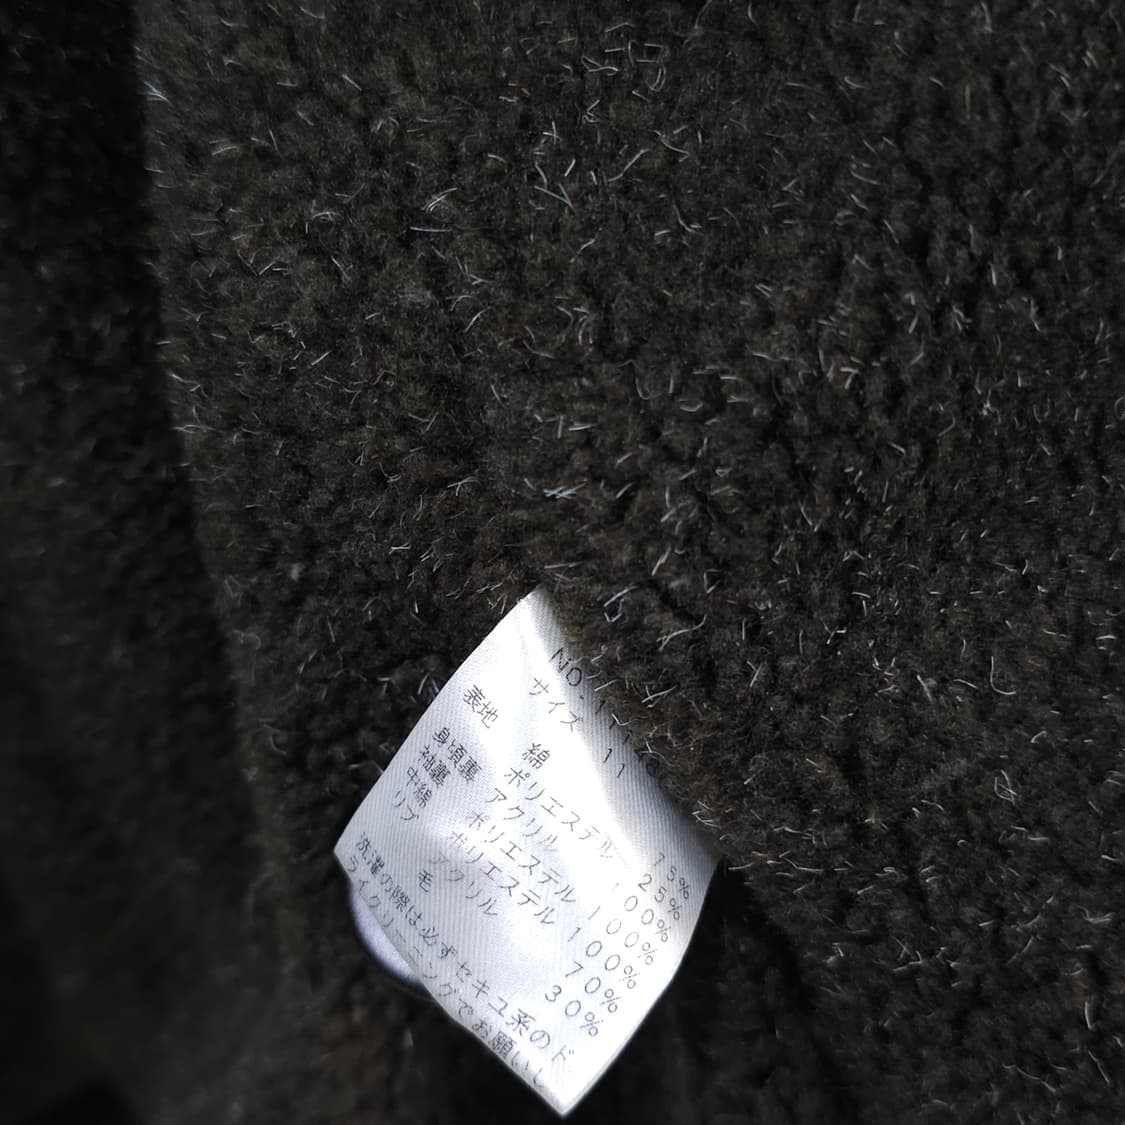 NO.
サイズ 11
表地 綿 75%
ポリエステル 25%
身頃裏 アクリル 100%
袖裏 ポリエステル 100%
中綿 ポリエステル 100%
リブ アクリル 70%
毛 30%
洗濯の際は必ずセキユ系のド
ライクリーニングでお願いし